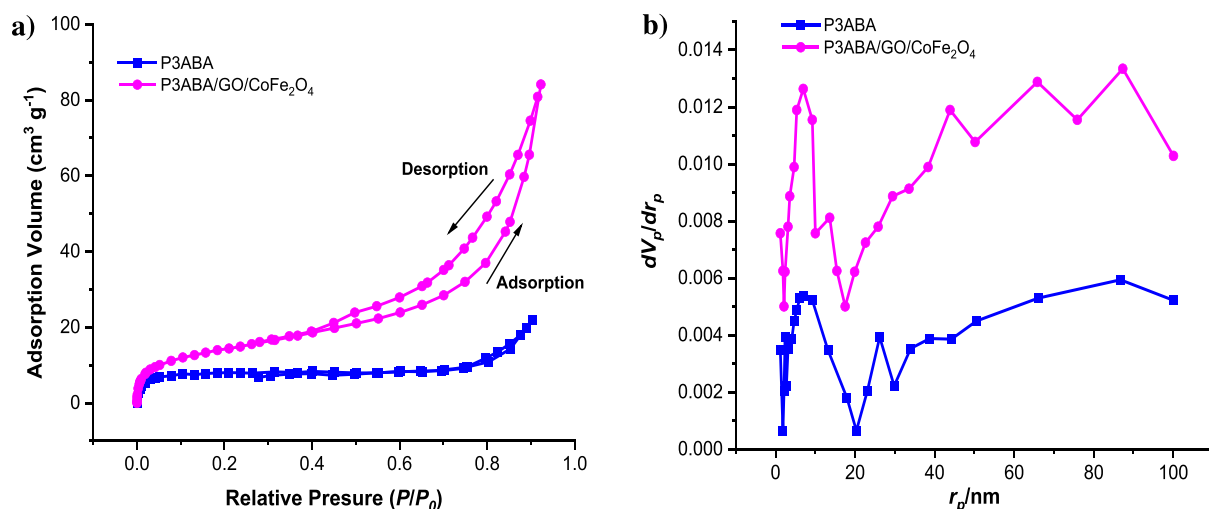 a)
P3ABA
P3ABA/GO/CoFe₂O₄
Desorption
Adsorption
Adsorption Volume (cm³ g⁻¹)
100
80
60
40
20
0
0.0 0.2 0.4 0.6 0.8 1.0
Relative Presure (P/P₀)
b)
P3ABA
P3ABA/GO/CoFe₂O₄
dVₚ/drₚ
0.014
0.012
0.010
0.008
0.006
0.004
0.002
0.000
0 20 40 60 80 100
rₚ/nm